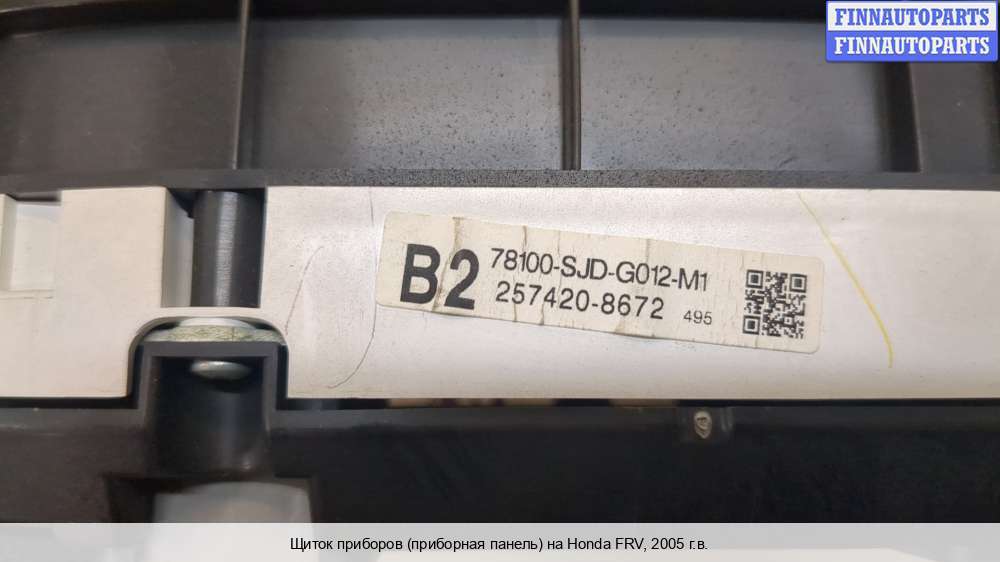 FINNAUTOPARTS
FINNAUTOPARTS
B2
78100-SJD-G012-M1
257420-8672 495
Щиток приборов (приборная панель) на Honda FRV, 2005 г.в.